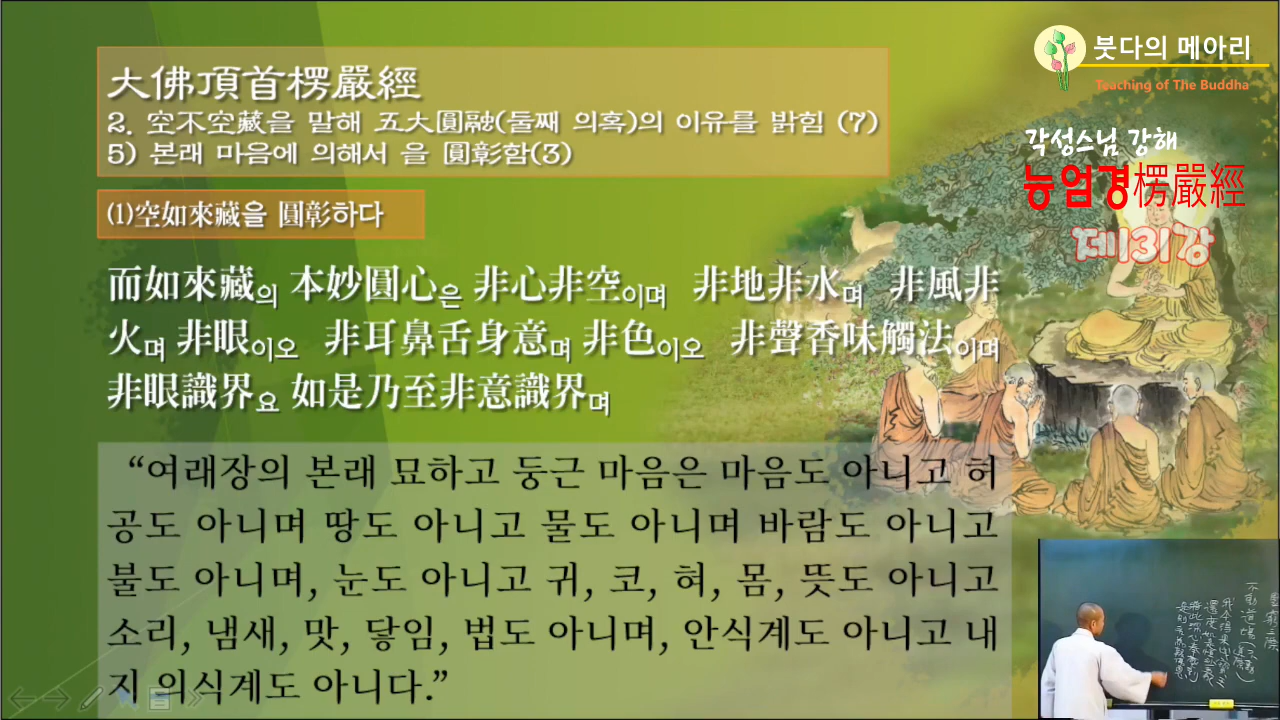 大佛頂首楞嚴經
2. 空不空藏을 말해 五大圓融(둘째 의혹)의 이유를 밝힘 (7)
5) 본래 마음에 의해서 을 圓彰함(3)
(1)空如來藏을 圓彰하다
而如來藏의 本妙圓心은 非心非空이며 非地非水며 非風非
火며 非眼이오 非耳鼻舌身意며 非色이오 非聲香味觸法이며
非眼識界요 如是乃至非意識界며
“여래장의 본래 묘하고 둥근 마음은 마음도 아니고 허
공도 아니며 땅도 아니고 물도 아니며 바람도 아니고
불도 아니며, 눈도 아니고 귀, 코, 혀, 몸, 뜻도 아니고
소리, 냄새, 맛, 닿임, 법도 아니며, 안식계도 아니고 내
지 의식계도 아니다.”
붓다의 메아리
Teaching of The Buddha
각성스님 강해
능엄경楞嚴經
제131강
不動道場